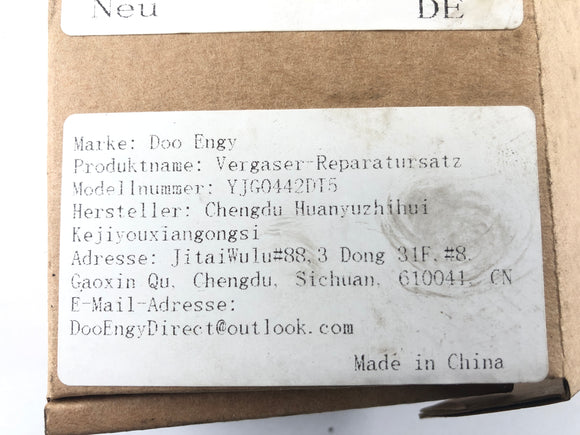 Neu DE
Marke: Doo Engy
Produktname: Vergaser-Reparatursatz
Modellnummer: YJG0442DT5
Hersteller: Chengdu Huanyuzhihui
Kejiyouxiangongsi
Adresse: JitaiWulu#88,3 Dong 31F,#8.
Gaoxin Qu, Chengdu, Sichuan, 610041, CN
E-Mail-Adresse:
DooEngyDirect@outlook.com
Made in China